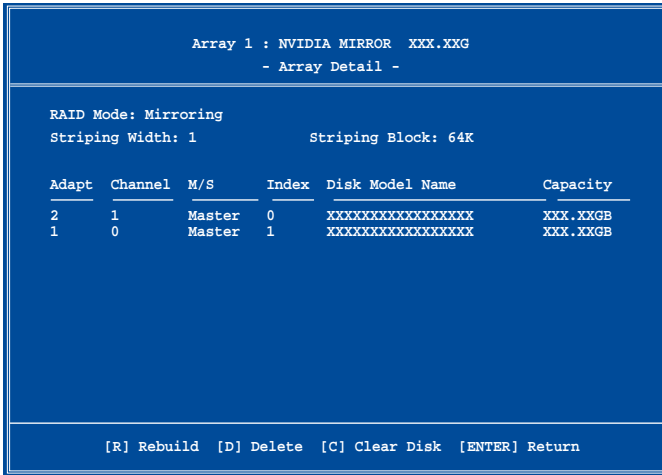 Array 1 : NVIDIA MIRROR XXX.XXG
- Array Detail -
RAID Mode: Mirroring
Striping Width: 1 Striping Block: 64K
Adapt Channel M/S Index Disk Model Name Capacity
2 1 Master 0 XXXXXXXXXXXXXXXXX XXX.XXGB
1 0 Master 1 XXXXXXXXXXXXXXXXX XXX.XXGB
[R] Rebuild [D] Delete [C] Clear Disk [ENTER] Return